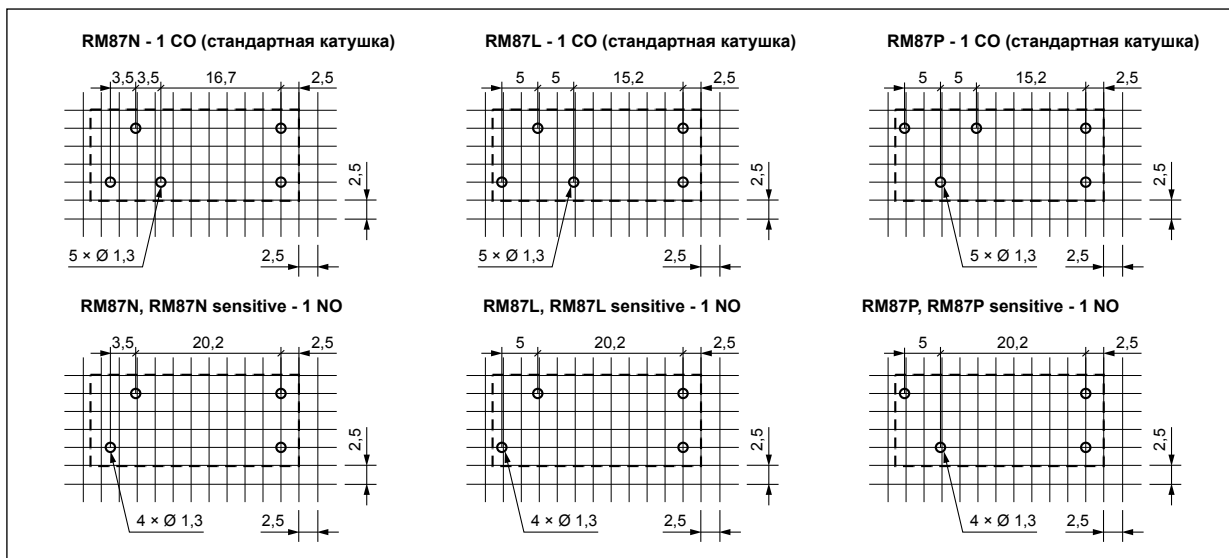 RM87N - 1 CO (стандартная катушка)
3,5 3,5 16,7 2,5
2,5
5 × Ø 1,3
2,5
RM87L - 1 CO (стандартная катушка)
5 5 15,2 2,5
2,5
5 × Ø 1,3
2,5
RM87P - 1 CO (стандартная катушка)
5 5 15,2 2,5
2,5
5 × Ø 1,3
2,5
RM87N, RM87N sensitive - 1 NO
3,5 20,2 2,5
2,5
4 × Ø 1,3
2,5
RM87L, RM87L sensitive - 1 NO
5 20,2 2,5
2,5
4 × Ø 1,3
2,5
RM87P, RM87P sensitive - 1 NO
5 20,2 2,5
2,5
4 × Ø 1,3
2,5